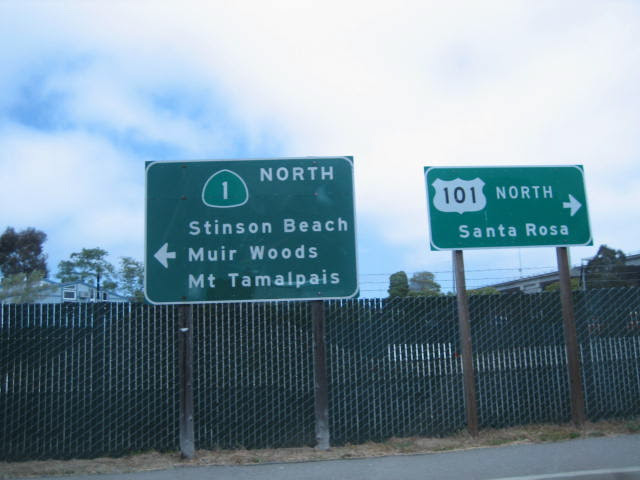 1 NORTH
Stinson Beach
Muir Woods
Mt Tamalpais
101 NORTH
Santa Rosa